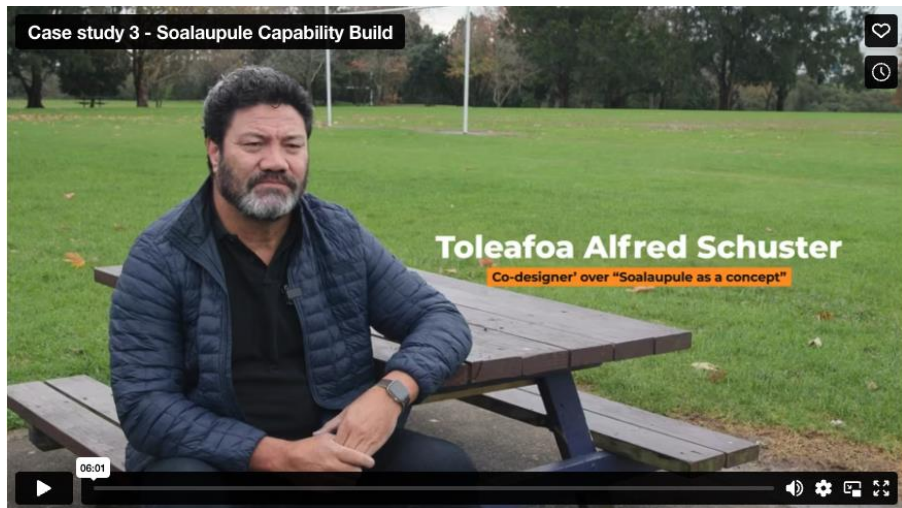 Case study 3 - Soalaupule Capability Build
Toleafoa Alfred Schuster
Co-designer’ over “Soalaupule as a concept”
06:01